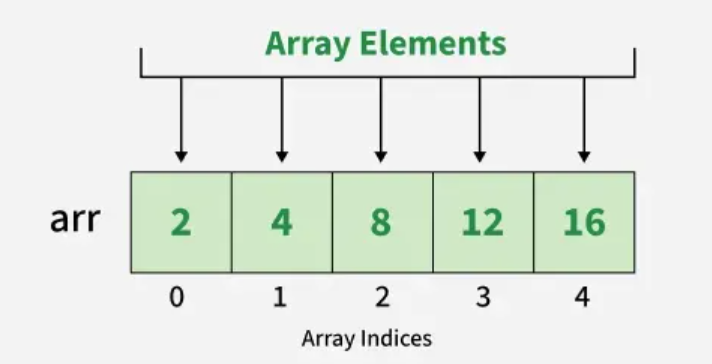 Array Elements
arr 2 4 8 12 16
0 1 2 3 4
Array Indices